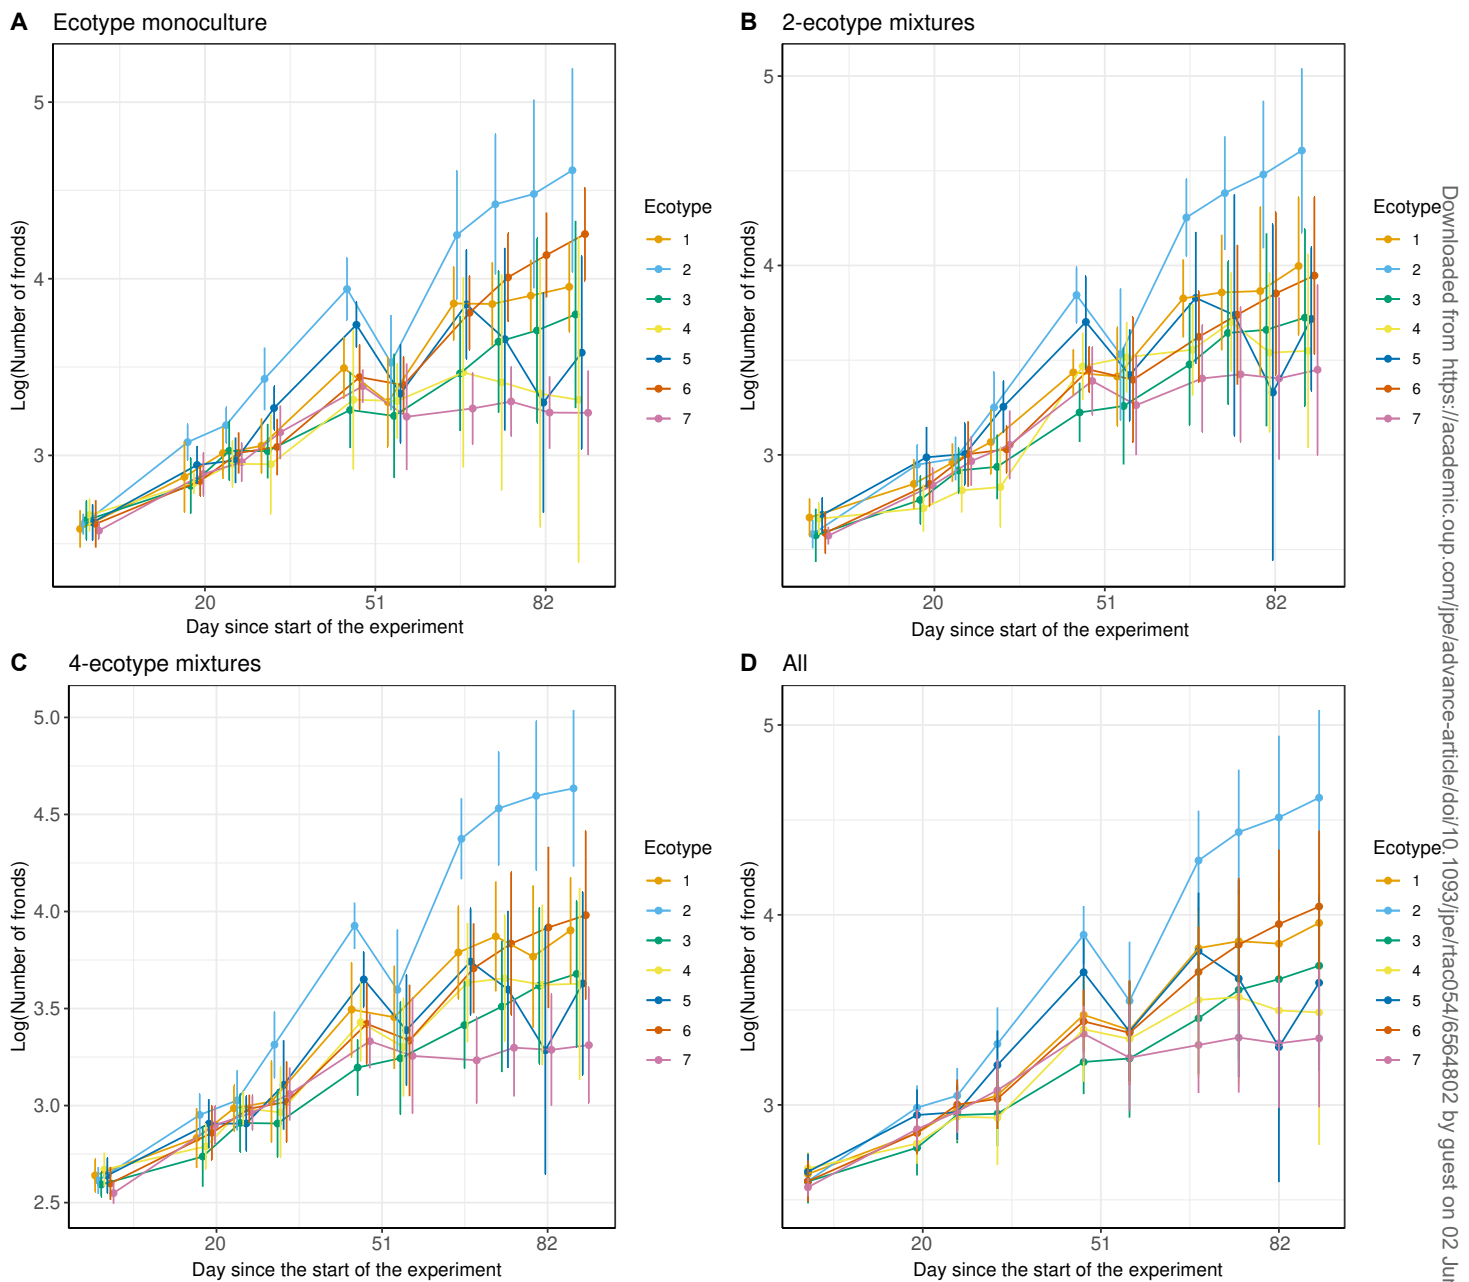 A Ecotype monoculture
Log(Number of fronds)
5
4
3
20 51 82
Day since start of the experiment
Ecotype
1
2
3
4
5
6
7
B 2-ecotype mixtures
Log(Number of fronds)
5
4
3
20 51 82
Day since start of the experiment
Ecotype
1
2
3
4
5
6
7
C 4-ecotype mixtures
Log(Number of fronds)
5.0
4.5
4.0
3.5
3.0
2.5
20 51 82
Day since the start of the experiment
Ecotype
1
2
3
4
5
6
7
D All
Log(Number of fronds)
5
4
3
20 51 82
Day since the start of the experiment
Ecotype
1
2
3
4
5
6
7
Downloaded from https://academic.oup.com/jpe/advance-article/doi/10.1093/jpe/rtac054/6564802 by guest on 02